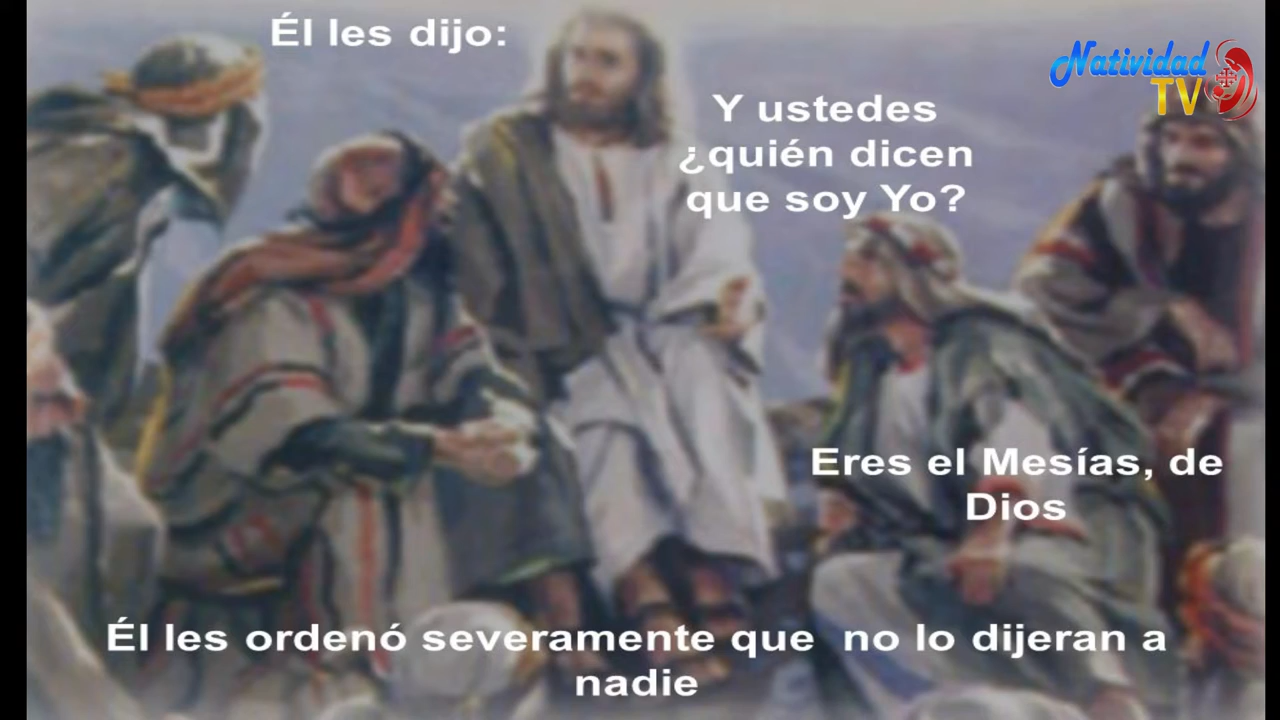 Él les dijo:
Natividad
TV
Y ustedes
¿quién dicen
que soy Yo?
Eres el Mesías, de
Dios
Él les ordenó severamente que  no lo dijeran a
nadie